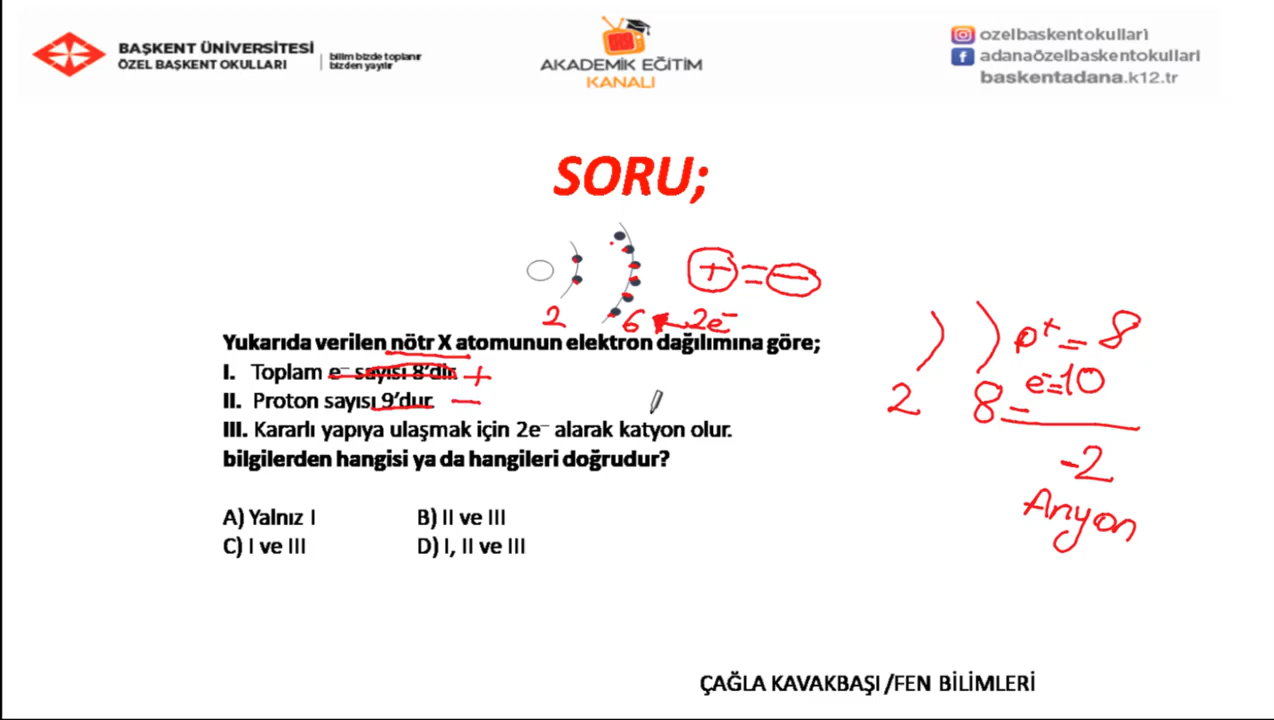 BAŞKENT ÜNİVERSİTESİ
ÖZEL BAŞKENT OKULLARI
bilim bizde toplanır
bizden yayılır
AKADEMİK EĞİTİM
KANALI
ozelbaskentokullari
adanaözelbaskentokullari
baskentadana.k12.tr
SORU;
+ = −
2 6 2e⁻
Yukarıda verilen nötr X atomunun elektron dağılımına göre;
I. Toplam e⁻ sayısı 8'dir. +
II. Proton sayısı 9'dur. −
III. Kararlı yapıya ulaşmak için 2e⁻ alarak katyon olur.
bilgilerden hangisi ya da hangileri doğrudur?
A) Yalnız I B) II ve III
C) I ve III D) I, II ve III
p⁺ = 8
e⁻=10
2 8
-2
Anyon
ÇAĞLA KAVAKBAŞI /FEN BİLİMLERİ